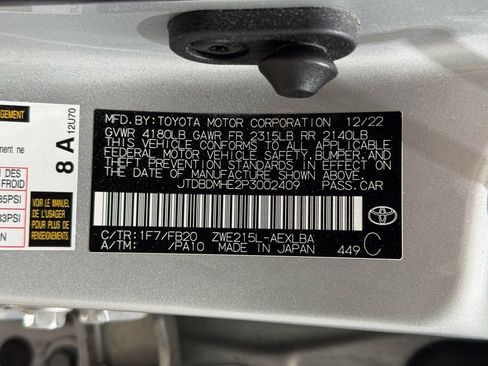 MFD. BY: TOYOTA MOTOR CORPORATION 12/22
GVWR 4180LB GAWR FR 2315LB RR 2140LB
THIS VEHICLE CONFORMS TO ALL APPLICABLE
FEDERAL MOTOR VEHICLE SAFETY, BUMPER,
AND THEFT PREVENTION STANDARDS IN EFFECT ON
THE DATE OF MANUFACTURE SHOWN ABOVE.
JTDBDMHE2P3002409 PASS.CAR
C/TR: 1F7/FB20 ZWE215L-AEXLBA
A/TM: /PA10 MADE IN JAPAN 449 C
8 A 12U70
DES
FROID
35PSI
33PSI
VOIR LE MANUEL
DE L'USAGER
POUR PLUS DE
RENSEIGNEMENTS